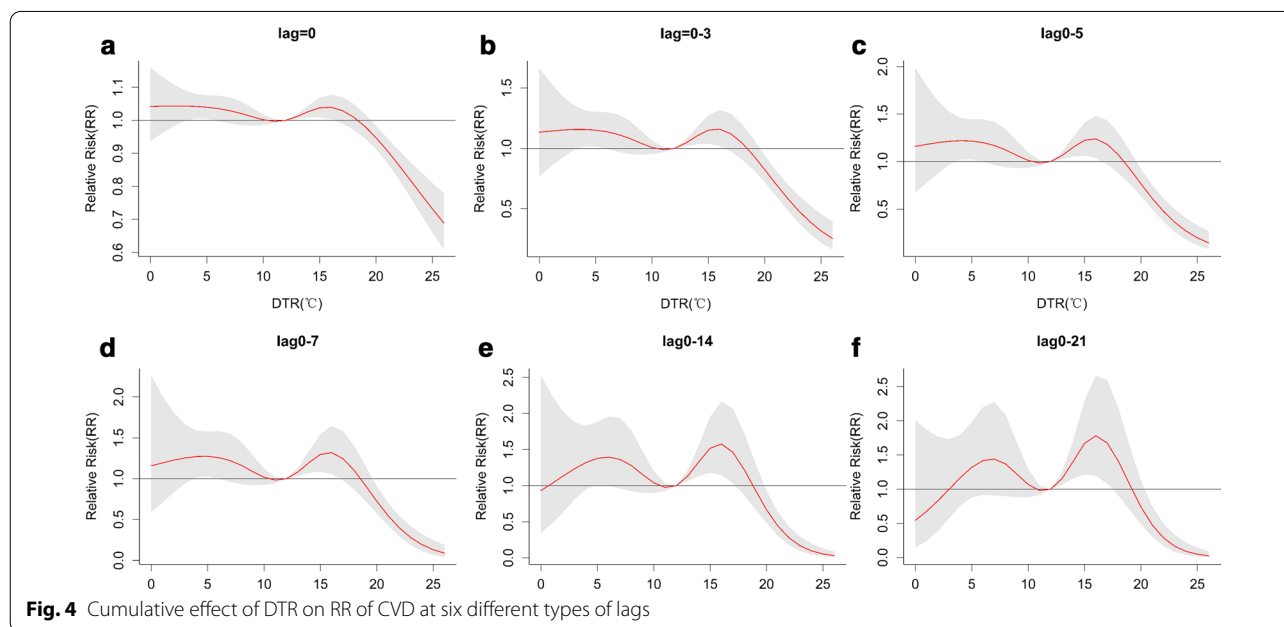 a
lag=0
Relative Risk(RR)
1.1
1.0
0.9
0.8
0.7
0.6
0 5 10 15 20 25
DTR(℃)
b
lag=0-3
Relative Risk(RR)
1.5
1.0
0.5
0 5 10 15 20 25
DTR(℃)
c
lag0-5
Relative Risk(RR)
2.0
1.5
1.0
0.5
0 5 10 15 20 25
DTR(℃)
d
lag0-7
Relative Risk(RR)
2.0
1.5
1.0
0.5
0.0
0 5 10 15 20 25
e
lag0-14
Relative Risk(RR)
2.5
2.0
1.5
1.0
0.5
0.0
0 5 10 15 20 25
f
lag0-21
Relative Risk(RR)
2.5
2.0
1.5
1.0
0.5
0.0
0 5 10 15 20 25
Fig. 4 Cumulative effect of DTR on RR of CVD at six different types of lags